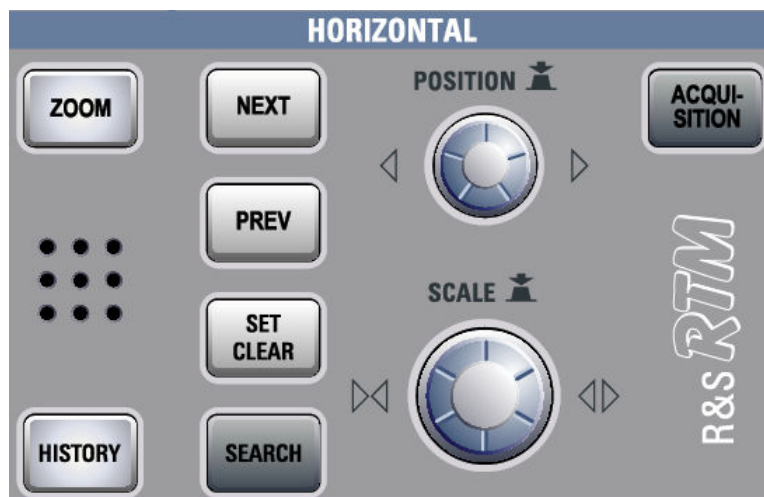 HORIZONTAL
ZOOM
NEXT
POSITION
ACQUI-
SITION
PREV
SCALE
SET
CLEAR
HISTORY
SEARCH
R&S RTM